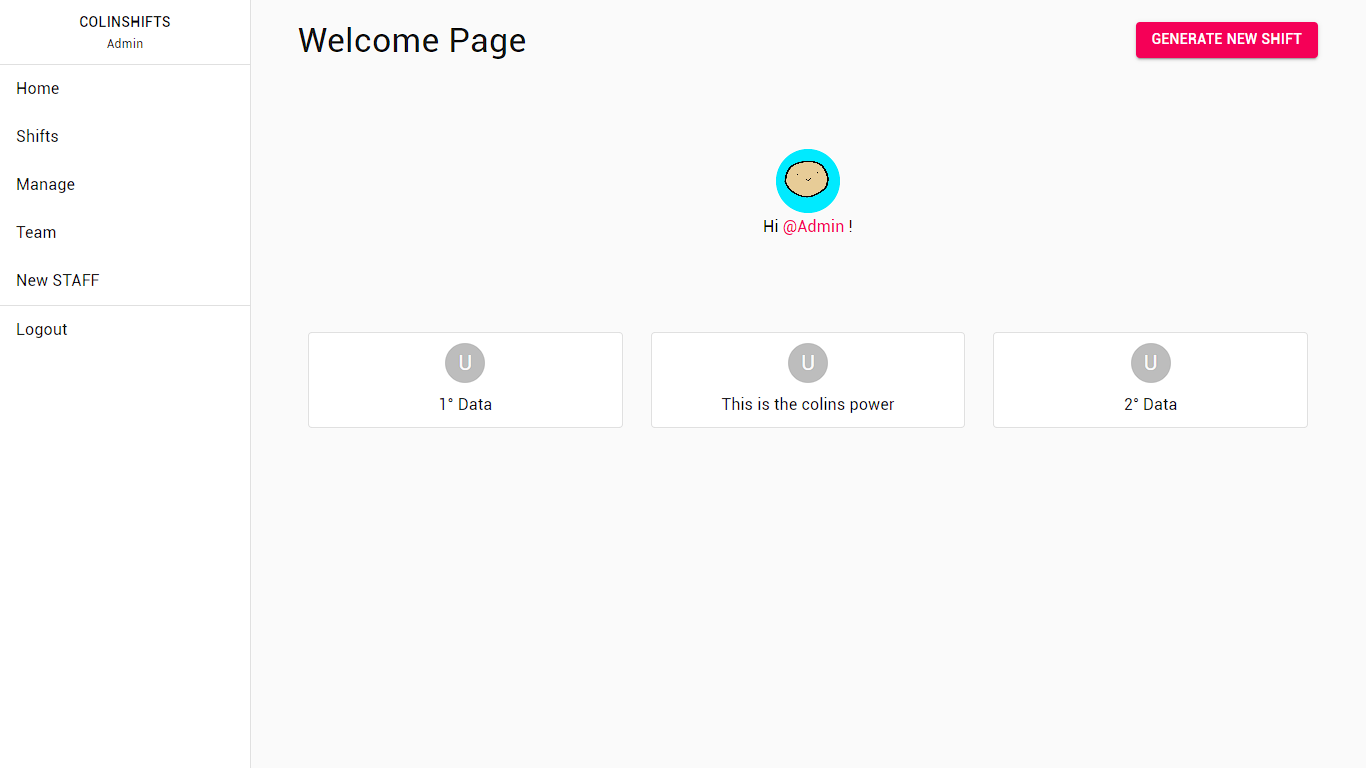 COLINSHIFTS
Admin
Home
Shifts
Manage
Team
New STAFF
Logout
Welcome Page
GENERATE NEW SHIFT
Hi @Admin !
U
1° Data
U
This is the colins power
U
2° Data